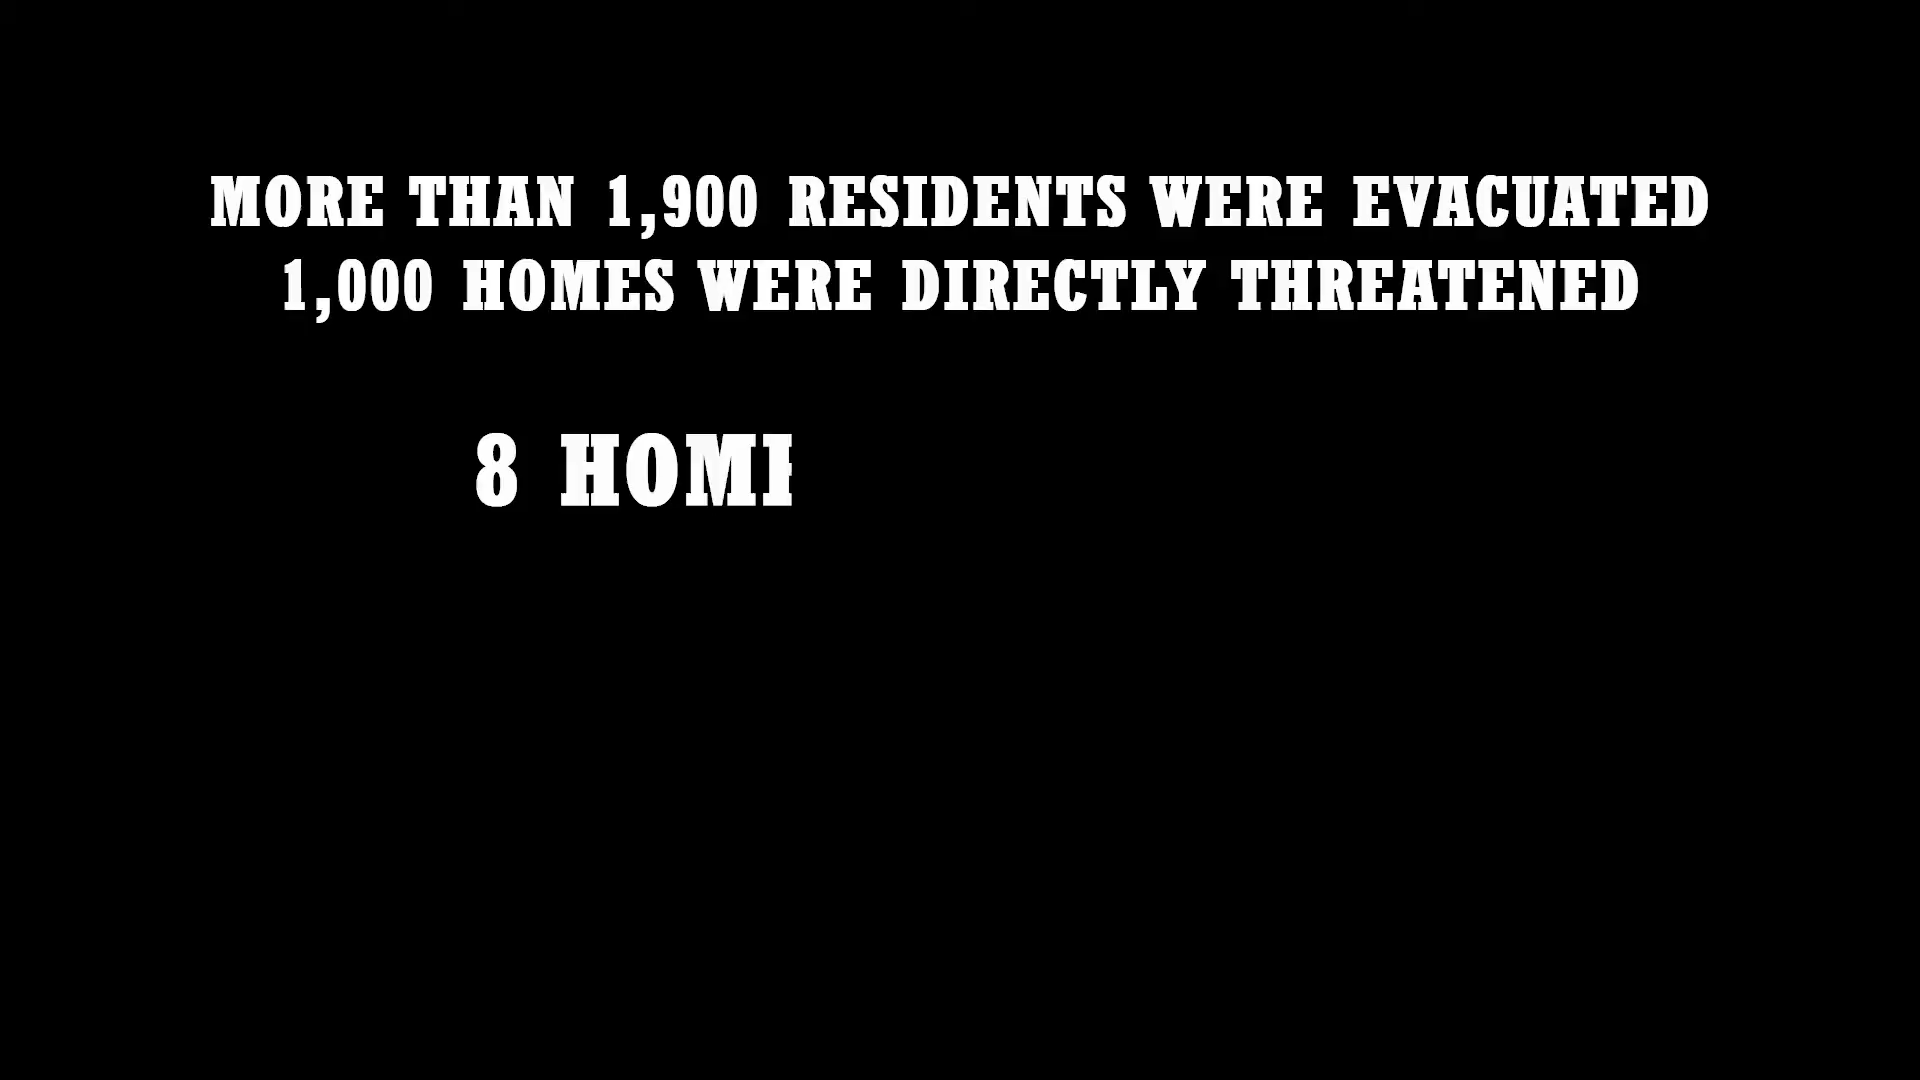 MORE THAN 1,900 RESIDENTS WERE EVACUATED
1,000 HOMES WERE DIRECTLY THREATENED
8